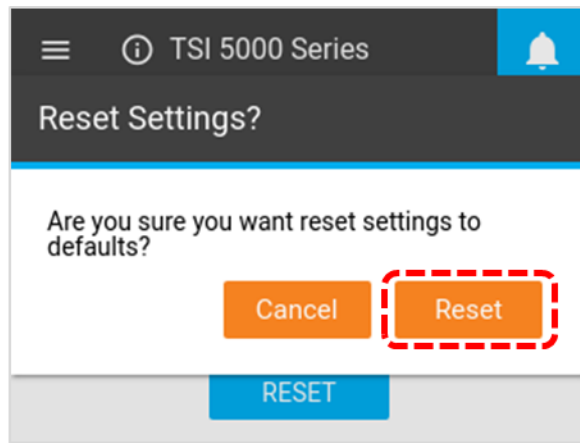 TSI 5000 Series
Reset Settings?
Are you sure you want reset settings to
defaults?
Cancel Reset
RESET